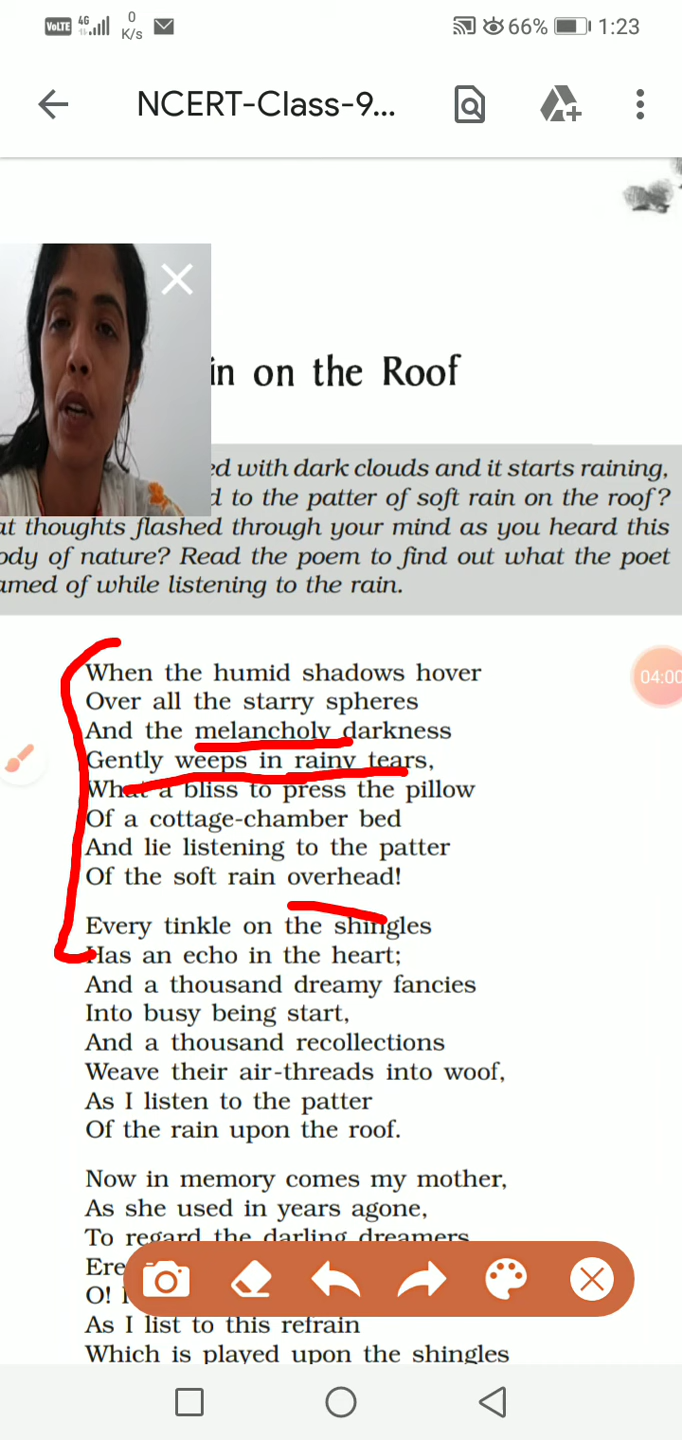 VoLTE 4G 0 K/s 66% 1:23
NCERT-Class-9...
in on the Roof
ed with dark clouds and it starts raining,
d to the patter of soft rain on the roof?
at thoughts flashed through your mind as you heard this
ody of nature? Read the poem to find out what the poet
amed of while listening to the rain.
When the humid shadows hover
Over all the starry spheres
And the melancholy darkness
Gently weeps in rainy tears,
What a bliss to press the pillow
Of a cottage-chamber bed
And lie listening to the patter
Of the soft rain overhead!
04:00
Every tinkle on the shingles
Has an echo in the heart;
And a thousand dreamy fancies
Into busy being start,
And a thousand recollections
Weave their air-threads into woof,
As I listen to the patter
Of the rain upon the roof.
Now in memory comes my mother,
As she used in years agone,
To regard the darling dreamers
Ere
O!
As I list to this refrain
Which is played upon the shingles